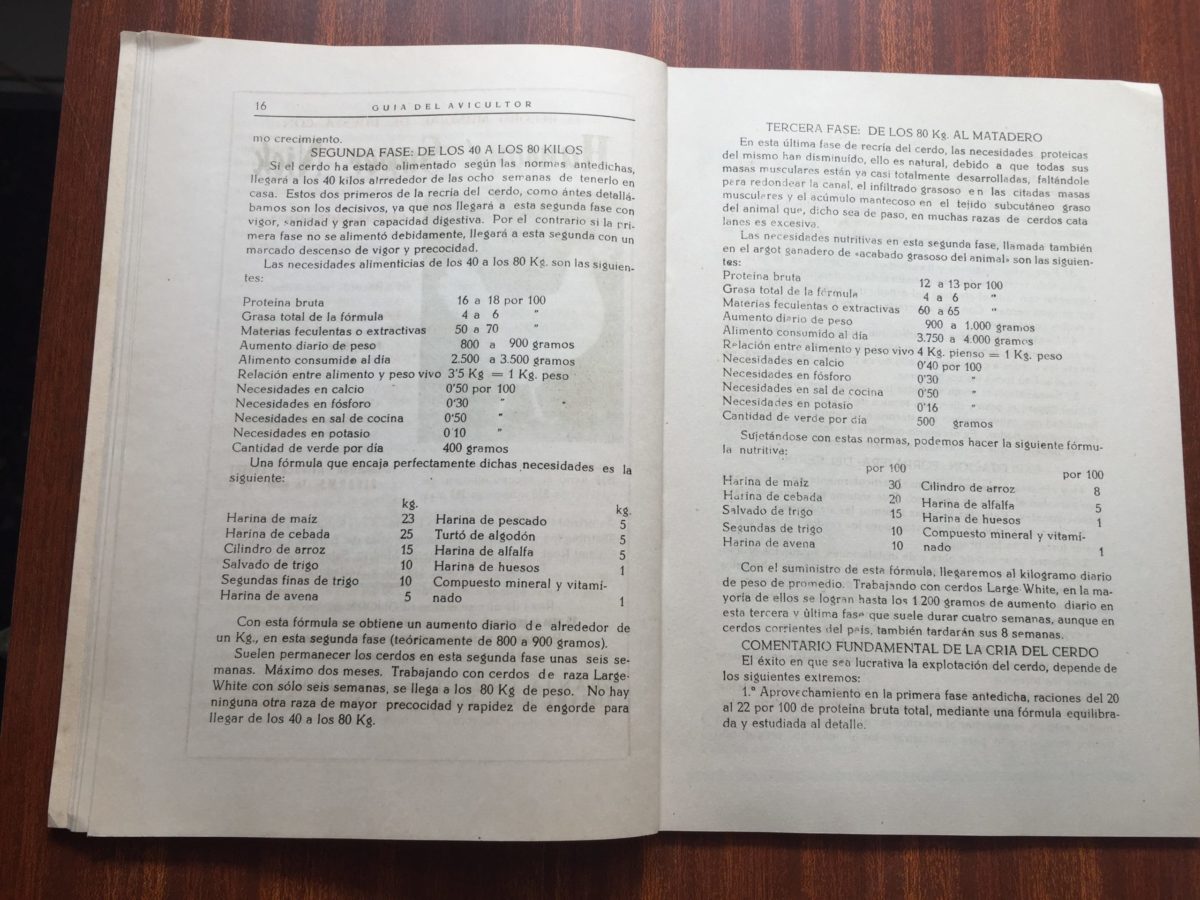 16 GUIA DEL AVICULTOR
mo crecimiento.
SEGUNDA FASE: DE LOS 40 A LOS 80 KILOS
Si el cerdo ha estado alimentado según las normas antedichas,
llegará a los 40 kilos alrrededor de las ocho semanas de tenerlo en
casa. Estos dos primeros de la recría del cerdo, como ántes detallá-
bamos son los decisivos, ya que nos llegará a esta segunda fase con
vigor, sanidad y gran capacidad digestiva. Por el contrario si la pri-
mera fase no se alimentó debidamente, llegará a esta segunda con un
marcado descenso de vigor y precocidad.
Las necesidades alimenticias de los 40 a los 80 Kg. son las siguien-
tes:
Proteína bruta 16 a 18 por 100
Grasa total de la fórmula 4 a 6 "
Materias feculentas o extractivas 50 a 70 "
Aumento diario de peso 800 a 900 gramos
Alimento consumido al día 2.500 a 3.500 gramos
Relación entre alimento y peso vivo 3'5 Kg = 1 Kg. peso
Necesidades en calcio 0'50 por 100
Necesidades en fósforo 0'30 " "
Necesidades en sal de cocina 0'50 "
Necesidades en potasio 0 10 "
Cantidad de verde por día 400 gramos
Una fórmula que encaja perfectamente dichas necesidades es la
siguiente:
kg. kg.
Harina de maíz 23 Harina de pescado 5
Harina de cebada 25 Turtó de algodón 5
Cilindro de arroz 15 Harina de alfalfa 5
Salvado de trigo 10 Harina de huesos 1
Segundas finas de trigo 10 Compuesto mineral y vitamí-
Harina de avena 5 nado 1
Con esta fórmula se obtiene un aumento diario de alrededor de
un Kg., en esta segunda fase (teóricamente de 800 a 900 gramos).
Suelen permanecer los cerdos en esta segunda fase unas seis se-
manas. Máximo dos meses. Trabajando con cerdos de raza Large-
White con sólo seis semanas, se llega a los 80 Kg de peso. No hay
ninguna otra raza de mayor precocidad y rapidez de engorde para
llegar de los 40 a los 80 Kg.
TERCERA FASE: DE LOS 80 Kg. AL MATADERO
En esta última fase de recría del cerdo, las necesidades proteicas
del mismo han disminuído, ello es natural, debido a que todas sus
masas musculares están ya casi totalmente desarrolladas, faltándole
para redondear la canal, el infiltrado grasoso en las citadas masas
musculares y el acúmulo mantecoso en el tejido subcutáneo graso
del animal que, dicho sea de paso, en muchas razas de cerdos cata
lanes es excesiva.
Las necesidades nutritivas en esta segunda fase, llamada también
en el argot ganadero de «acabado grasoso del animal» son las siguien-
tes:
Proteína bruta 12 a 13 por 100
Grasa total de la fórmula 4 a 6 "
Materias feculentas o extractivas 60 a 65 "
Aumento diario de peso 900 a 1.000 gramos
Alimento consumido al día 3.750 a 4.000 gramos
Relación entre alimento y peso vivo 4 Kg. pienso = 1 Kg. peso
Necesidades en calcio 0'40 por 100
Necesidades en fósforo 0'30 "
Necesidades en sal de cocina 0'50 "
Necesidades en potasio 0'16 "
Cantidad de verde por día 500 gramos
Sujetándose con estas normas, podemos hacer la siguiente fórmu-
la nutritiva:
por 100 por 100
Harina de maiz 30 Cilindro de arroz 8
Harina de cebada 20 Harina de alfalfa 5
Salvado de trigo 15 Harina de huesos 1
Segundas de trigo 10 Compuesto mineral y vitamí-
Harina de avena 10 nado 1
Con el suministro de esta fórmula, llegaremos al kilogramo diario
de peso de promedio. Trabajando con cerdos Large-White, en la ma-
yoría de ellos se logran hasta los 1.200 gramos de aumento diario en
esta tercera y última fase que suele durar cuatro semanas, aunque en
cerdos corrientes del pais, también tardarán sus 8 semanas.
COMENTARIO FUNDAMENTAL DE LA CRIA DEL CERDO
El éxito en que sea lucrativa la explotación del cerdo, depende de
los siguientes extremos:
1.º Aprovechamiento en la primera fase antedicha, raciones del 20
al 22 por 100 de proteína bruta total, mediante una fórmula equilibra-
da y estudiada al detalle.